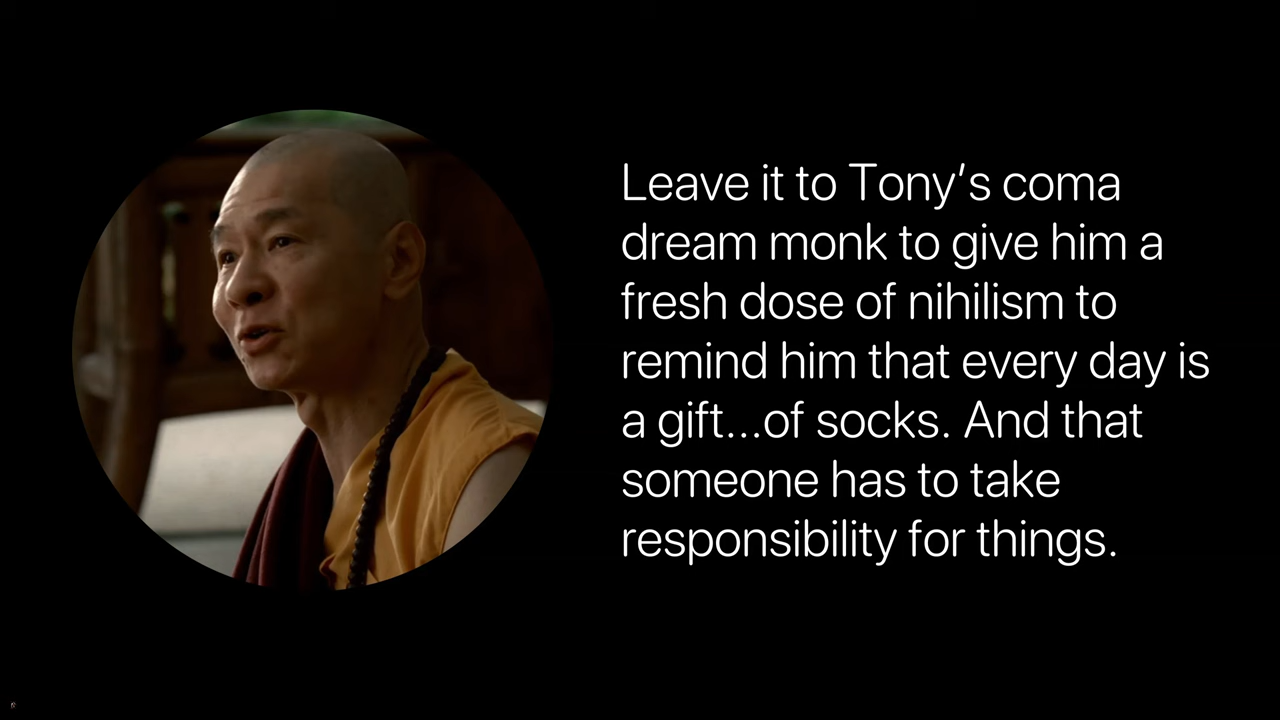 Leave it to Tony’s coma
dream monk to give him a
fresh dose of nihilism to
remind him that every day is
a gift...of socks. And that
someone has to take
responsibility for things.